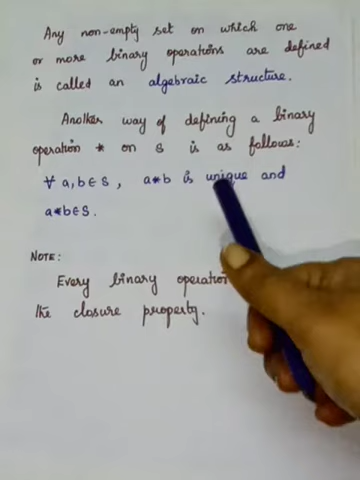 Any non-empty set on which one
or more binary operations are defined
is called an algebraic structure.
Another way of defining a binary
operation * on S is as follows:
∀ a, b ∈ S, a*b is unique and
a*b ∈ S.
NOTE:
Every binary operation
the closure property.